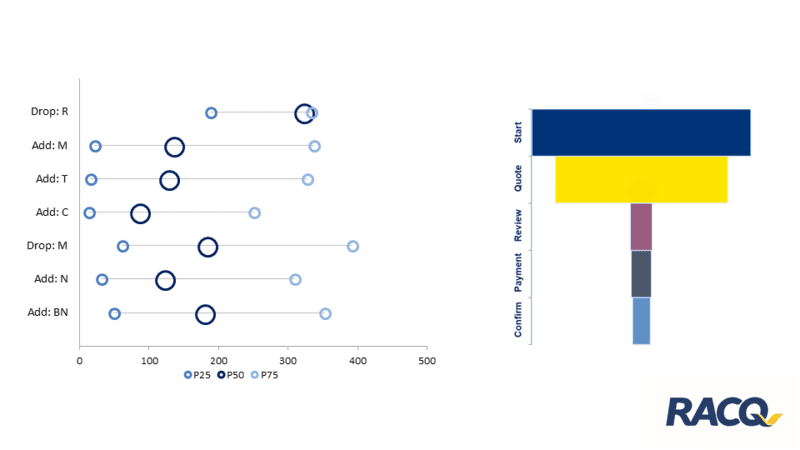 Drop: R
Add: M
Add: T
Add: C
Drop: M
Add: N
Add: BN
0 100 200 300 400 500
P25 P50 P75
Start
Quote
Review
Payment
Confirm
RACQ